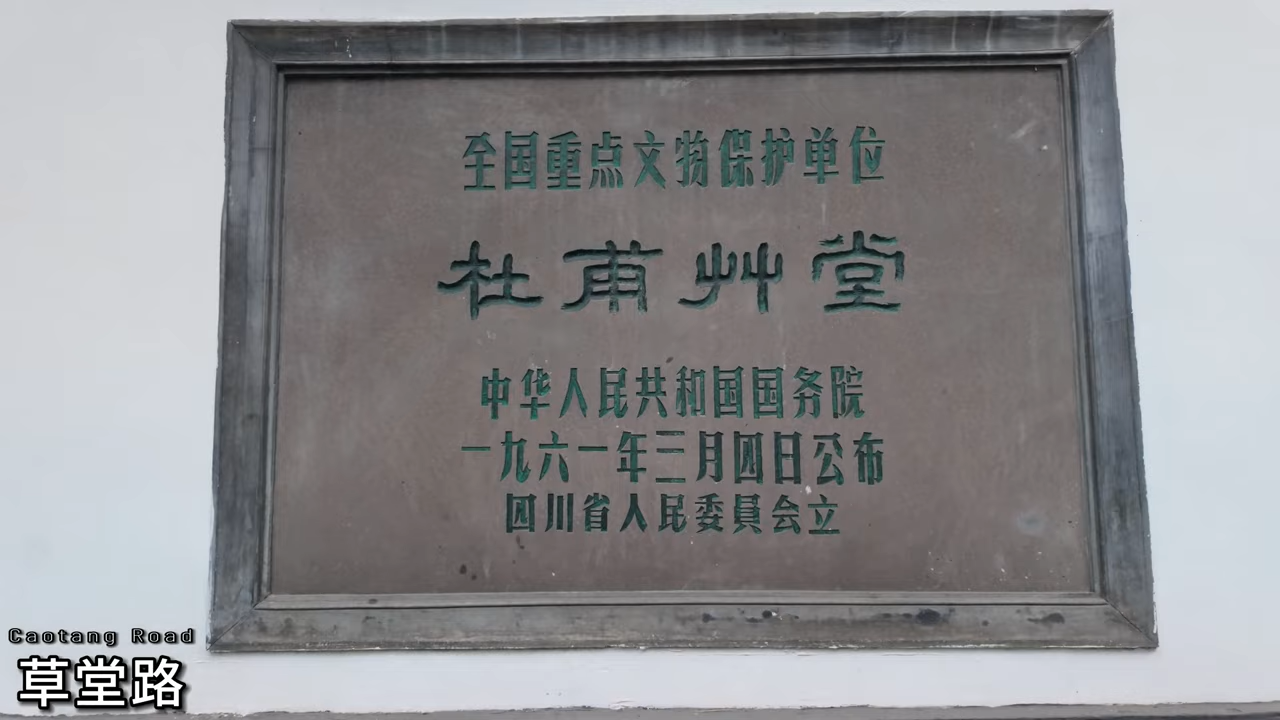 全国重点文物保护单位
杜甫艸堂
中华人民共和国国务院
一九六一年三月四日公布
四川省人民委員会立
Caotang Road
草堂路